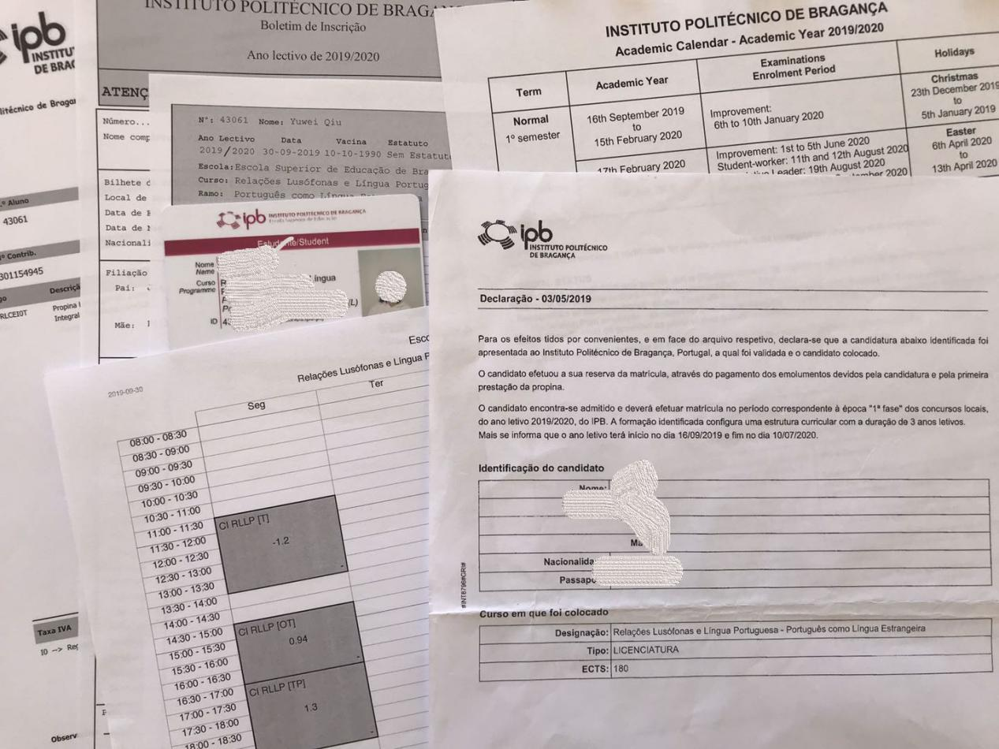 ipb
INSTITU
DE BRAG
litécnico de Bragan
.º Aluno
43061
º Contrib.
301154945
Descriçã
RLCEI0T
Propina
Integral
Taxa IVA
Observ
INSTITUTO POLITÉCNICO DE BRAGAN
Boletim de Inscrição
Ano lectivo de 2019/2020
ATENÇ
Número...
Nome comp
Bilhete d
Local de
Data de
Data de
Nacionali
Filiação
Pai:
Mãe:
Nº: 43061 Nome: Yuwei Qiu
Ano Lectivo Data Vacina Estatuto
2019/2020 30-09-2019 10-10-1990 Sem Estatut
Escola: Escola Superior de Educação de Bra
Curso: Relações Lusófonas e Língua Portug
Ramo: Português como Língua
INSTITUTO POLITÉCNICO DE BRAGANÇA
Academic Calendar - Academic Year 2019/2020
Term
Academic Year
Examinations
Enrolment Period
Holidays
Normal
1º semester
16th September 2019
to
15th February 2020
Improvement:
6th to 10th January 2020
Christmas
23th December 2019
to
5th January 2019
17th February 2020
Improvement: 1st to 5th June 2020
Student-worker: 11th and 12th August 2020
Leader: 19th August 2020
2020
Easter
6th April 2020
to
13th April 2020
ipb INSTITUTO POLITÉCNICO DE BRAGANÇA
Escola Superior de Educação
Estudante/Student
Nome
Name
Curso
Programme
Língua
(L)
ID
2019-09-30
Esco
Relações Lusófonas e Língua P
Seg
Ter
08:00 - 08:30
08:30 - 09:00
09:00 - 09:30
09:30 - 10:00
10:00 - 10:30
10:30 - 11:00
11:00 - 11:30
11:30 - 12:00
12:00 - 12:30
12:30 - 13:00
13:00 - 13:30
13:30 - 14:00
14:00 - 14:30
14:30 - 15:00
15:00 - 15:30
15:30 - 16:00
16:00 - 16:30
16:30 - 17:00
17:00 - 17:30
17:30 - 18:00
18:00 - 18:30
CI RLLP [T]
-1.2
CI RLLP [OT]
0.94
CI RLLP [TP]
1.3
ipb
INSTITUTO POLITÉCNICO
DE BRAGANÇA
Declaração - 03/05/2019
Para os efeitos tidos por convenientes, e em face do arquivo respetivo, declara-se que a candidatura abaixo identificada foi
apresentada ao Instituto Politécnico de Bragança, Portugal, a qual foi validada e o candidato colocado.
O candidato efetuou a sua reserva da matrícula, através do pagamento dos emolumentos devidos pela candidatura e pela primeira
prestação da propina.
O candidato encontra-se admitido e deverá efetuar matrícula no período correspondente à época "1ª fase" dos concursos locais,
do ano letivo 2019/2020, do IPB. A formação identificada configura uma estrutura curricular com a duração de 3 anos letivos.
Mais se informa que o ano letivo terá início no dia 16/09/2019 e fim no dia 10/07/2020.
Identificação do candidato
Nome:
Nacionalida
Passapo
#INT8796#GR#
Curso em que foi colocado
Designação: Relações Lusófonas e Língua Portuguesa - Português como Língua Estrangeira
Tipo: LICENCIATURA
ECTS: 180